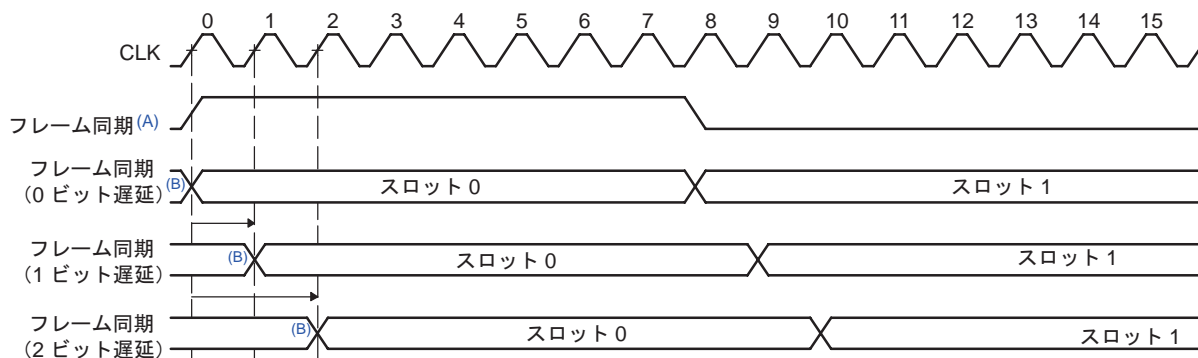 0 1 2 3 4 5 6 7 8 9 10 11 12 13 14 15
CLK
フレーム同期(A)
フレーム同期
(0 ビット遅延)(B)
スロット 0
スロット 1
フレーム同期
(1 ビット遅延)
(B)
スロット 0
スロット 1
フレーム同期
(2 ビット遅延)
(B)
スロット 0
スロット 1